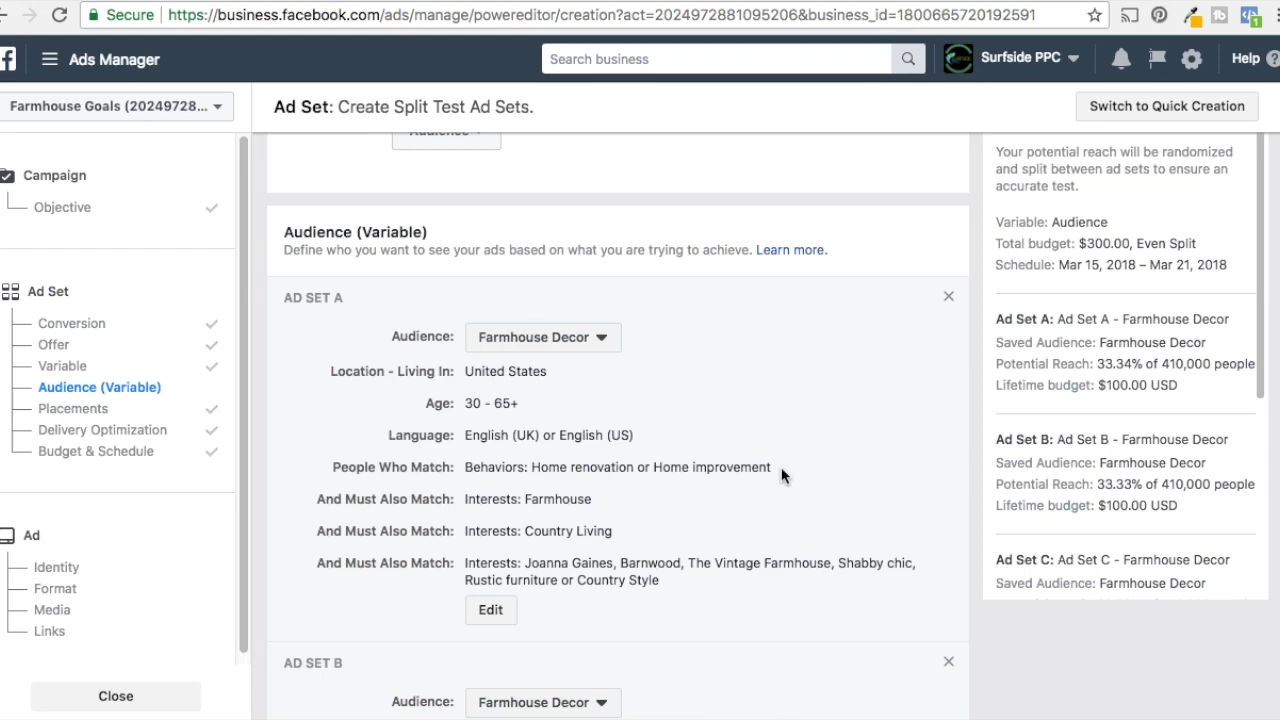 Secure https://business.facebook.com/ads/manage/powereditor/creation?act=2024972881095206&business_id=1800665720192591
Ads Manager
Search business
Surfside PPC
Help
Farmhouse Goals (20249728...
Ad Set: Create Split Test Ad Sets.
Switch to Quick Creation
Campaign
Objective
Ad Set
Conversion
Offer
Variable
Audience (Variable)
Placements
Delivery Optimization
Budget & Schedule
Ad
Identity
Format
Media
Links
Close
Audience
Audience (Variable)
Define who you want to see your ads based on what you are trying to achieve. Learn more.
AD SET A
Audience: Farmhouse Decor
Location - Living In: United States
Age: 30 - 65+
Language: English (UK) or English (US)
People Who Match: Behaviors: Home renovation or Home improvement
And Must Also Match: Interests: Farmhouse
And Must Also Match: Interests: Country Living
And Must Also Match: Interests: Joanna Gaines, Barnwood, The Vintage Farmhouse, Shabby chic,
Rustic furniture or Country Style
Edit
AD SET B
Audience: Farmhouse Decor
Your potential reach will be randomized
and split between ad sets to ensure an
accurate test.
Variable: Audience
Total budget: $300.00, Even Split
Schedule: Mar 15, 2018 – Mar 21, 2018
Ad Set A: Ad Set A - Farmhouse Decor
Saved Audience: Farmhouse Decor
Potential Reach: 33.34% of 410,000 people
Lifetime budget: $100.00 USD
Ad Set B: Ad Set B - Farmhouse Decor
Saved Audience: Farmhouse Decor
Potential Reach: 33.33% of 410,000 people
Lifetime budget: $100.00 USD
Ad Set C: Ad Set C - Farmhouse Decor
Saved Audience: Farmhouse Decor